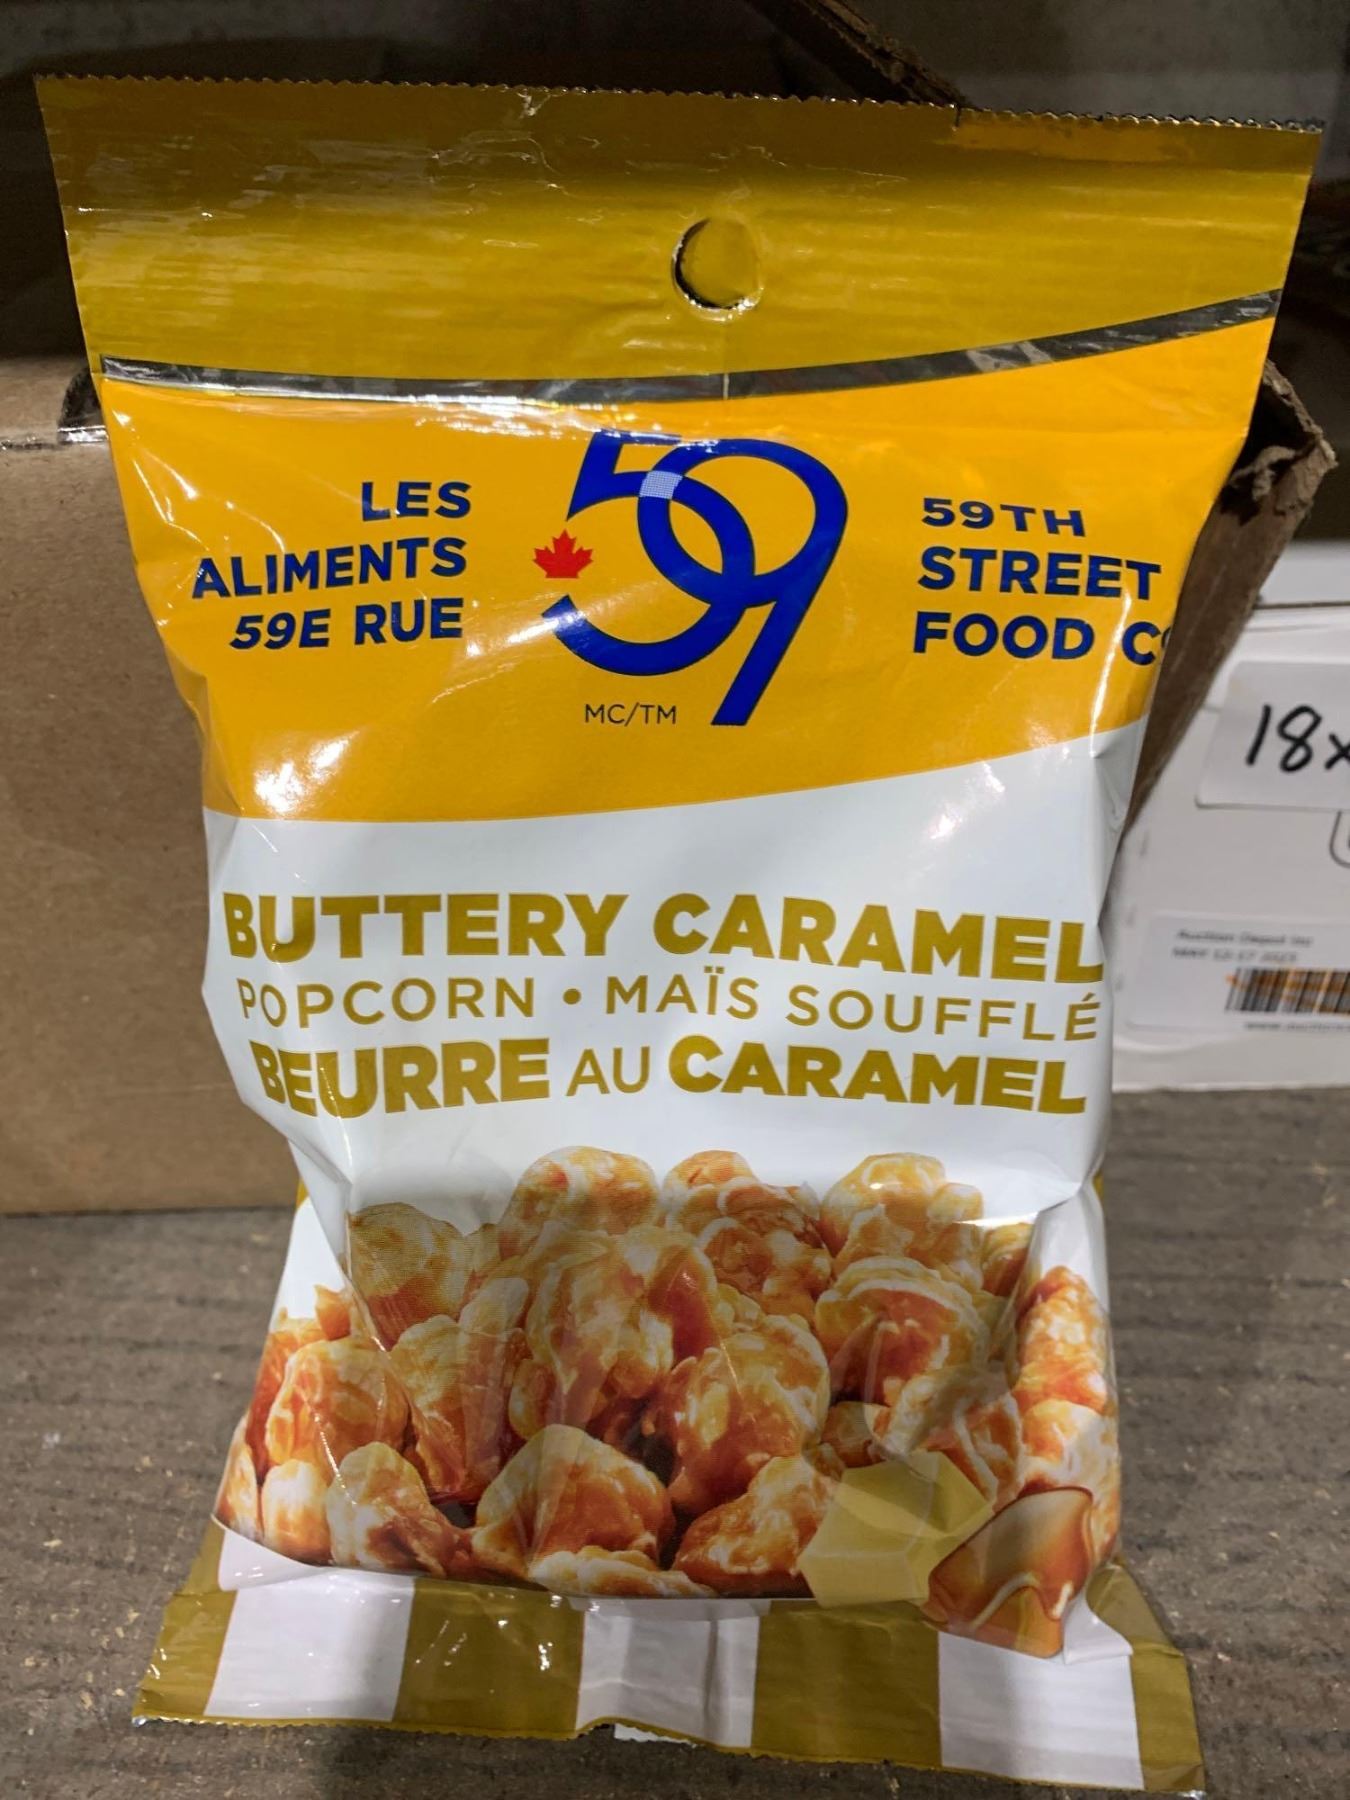 LES
ALIMENTS
59E RUE
59
MC/TM
59TH
STREET
FOOD
BUTTERY CARAMEL
POPCORN • MAÏS SOUFFLÉ
BEURRE AU CARAMEL
18x